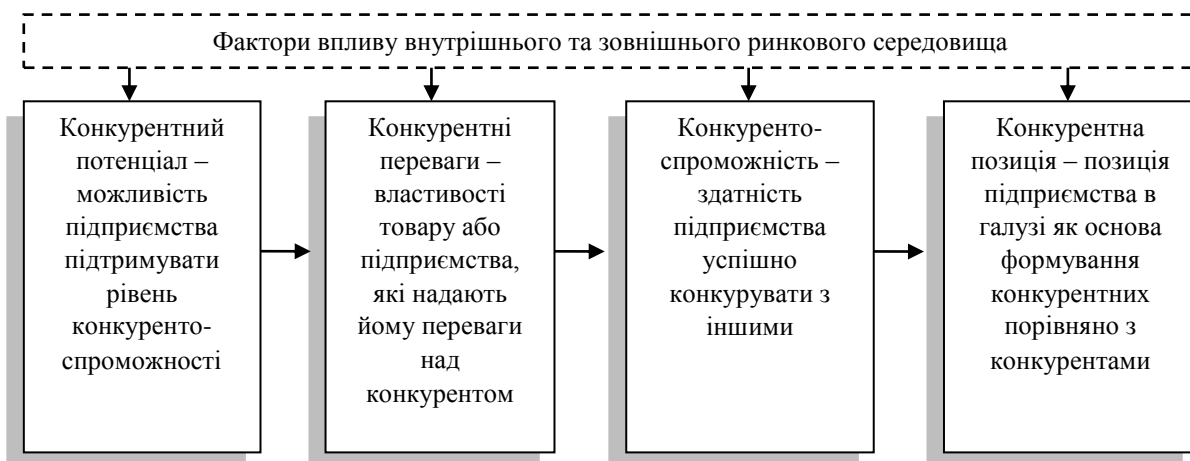 Фактори впливу внутрішнього та зовнішнього ринкового середовища
Конкурентний
потенціал –
можливість
підприємства
підтримувати
рівень
конкуренто-
спроможності
Конкурентні
переваги –
властивості
товару або
підприємства,
які надають
йому переваги
над
конкурентом
Конкуренто-
спроможність –
здатність
підприємства
успішно
конкурувати з
іншими
Конкурентна
позиція – позиція
підприємства в
галузі як основа
формування
конкурентних
порівняно з
конкурентами